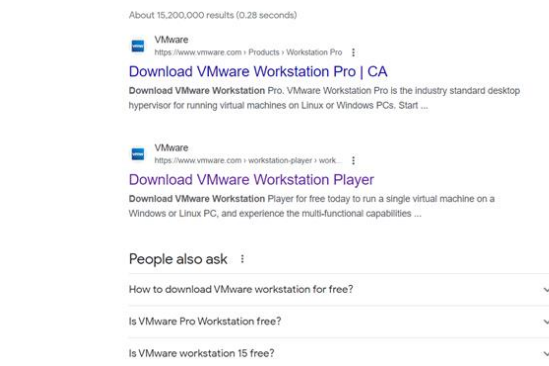 About 15,200,000 results (0.28 seconds)
VMware
https://www.vmware.com › Products › Workstation Pro
Download VMware Workstation Pro | CA
Download VMware Workstation Pro. VMware Workstation Pro is the industry standard desktop
hypervisor for running virtual machines on Linux or Windows PCs. Start ...
VMware
https://www.vmware.com › workstation-player › work...
Download VMware Workstation Player
Download VMware Workstation Player for free today to run a single virtual machine on a
Windows or Linux PC, and experience the multi-functional capabilities ...
People also ask
How to download VMware workstation for free?
Is VMware Pro Workstation free?
Is VMware workstation 15 free?